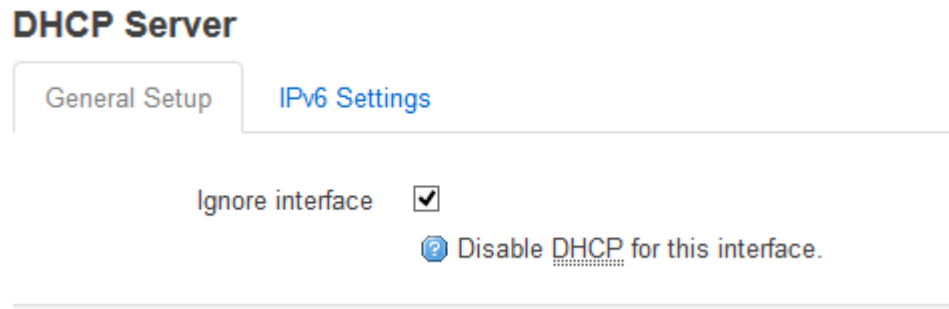 DHCP Server
General Setup IPv6 Settings
Ignore interface
Disable DHCP for this interface.